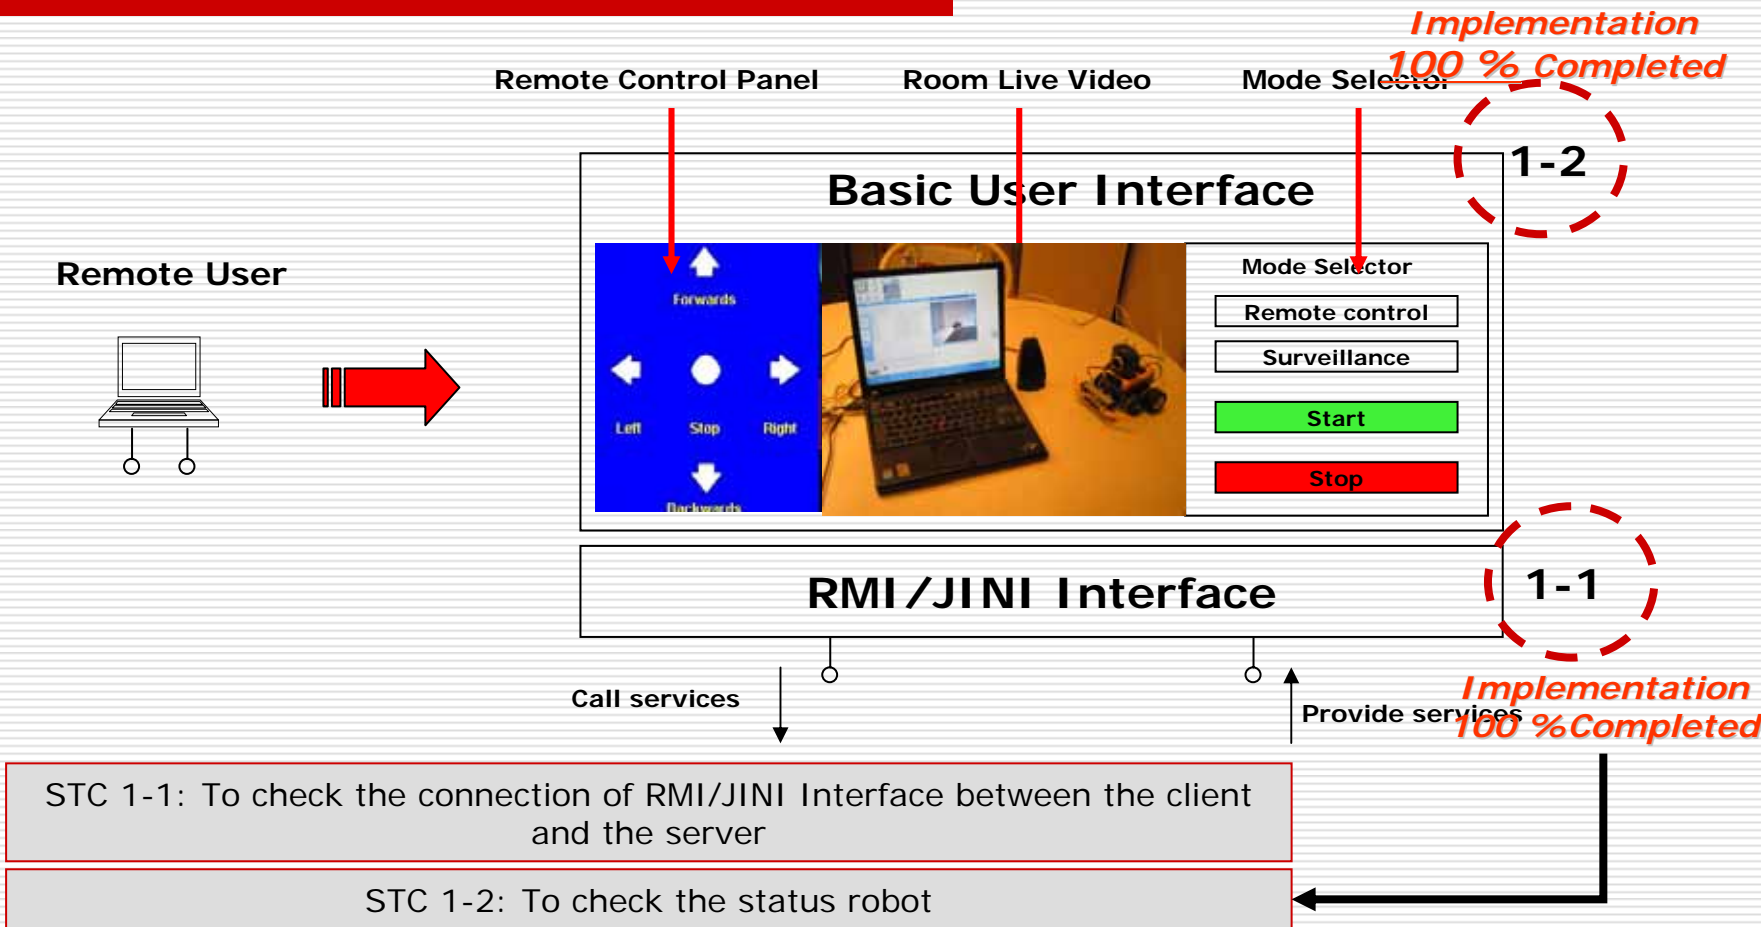 Implementation
100 % Completed
Remote Control Panel
Room Live Video
Mode Selector
1-2
Basic User Interface
Remote User
Forwards
Left
Stop
Right
Backwards
Mode Selector
Remote control
Surveillance
Start
Stop
RMI/JINI Interface
1-1
Call services
Provide services
Implementation
100 %Completed
STC 1-1: To check the connection of RMI/JINI Interface between the client
and the server
STC 1-2: To check the status robot